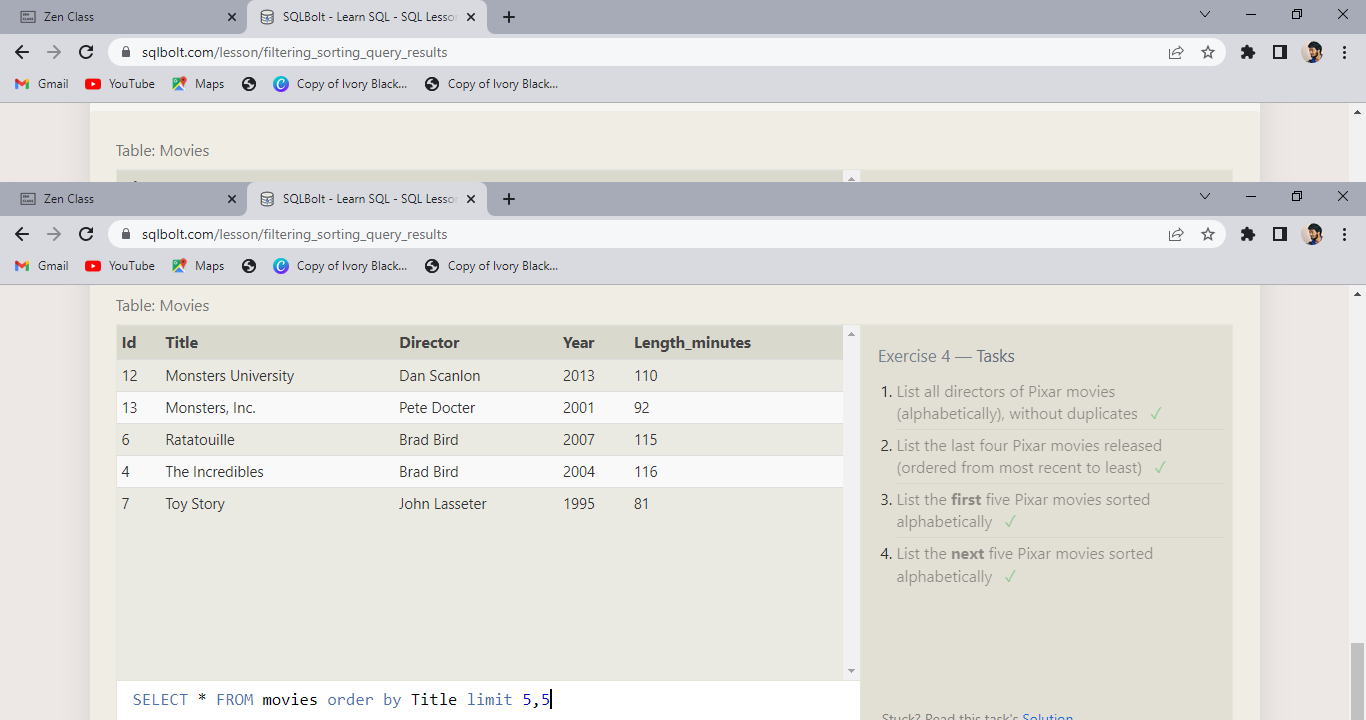 Zen Class
SQLBolt - Learn SQL - SQL Lesso
sqlbolt.com/lesson/filtering_sorting_query_results
Gmail YouTube Maps Copy of Ivory Black... Copy of Ivory Black...
Table: Movies
Zen Class
SQLBolt - Learn SQL - SQL Lesso
sqlbolt.com/lesson/filtering_sorting_query_results
Gmail YouTube Maps Copy of Ivory Black... Copy of Ivory Black...
Table: Movies
Id Title Director Year Length_minutes
12 Monsters University Dan Scanlon 2013 110
13 Monsters, Inc. Pete Docter 2001 92
6 Ratatouille Brad Bird 2007 115
4 The Incredibles Brad Bird 2004 116
7 Toy Story John Lasseter 1995 81
SELECT * FROM movies order by Title limit 5,5
Exercise 4 — Tasks
1. List all directors of Pixar movies
(alphabetically), without duplicates ✓
2. List the last four Pixar movies released
(ordered from most recent to least) ✓
3. List the first five Pixar movies sorted
alphabetically ✓
4. List the next five Pixar movies sorted
alphabetically ✓
Stuck? Read this task's Solution